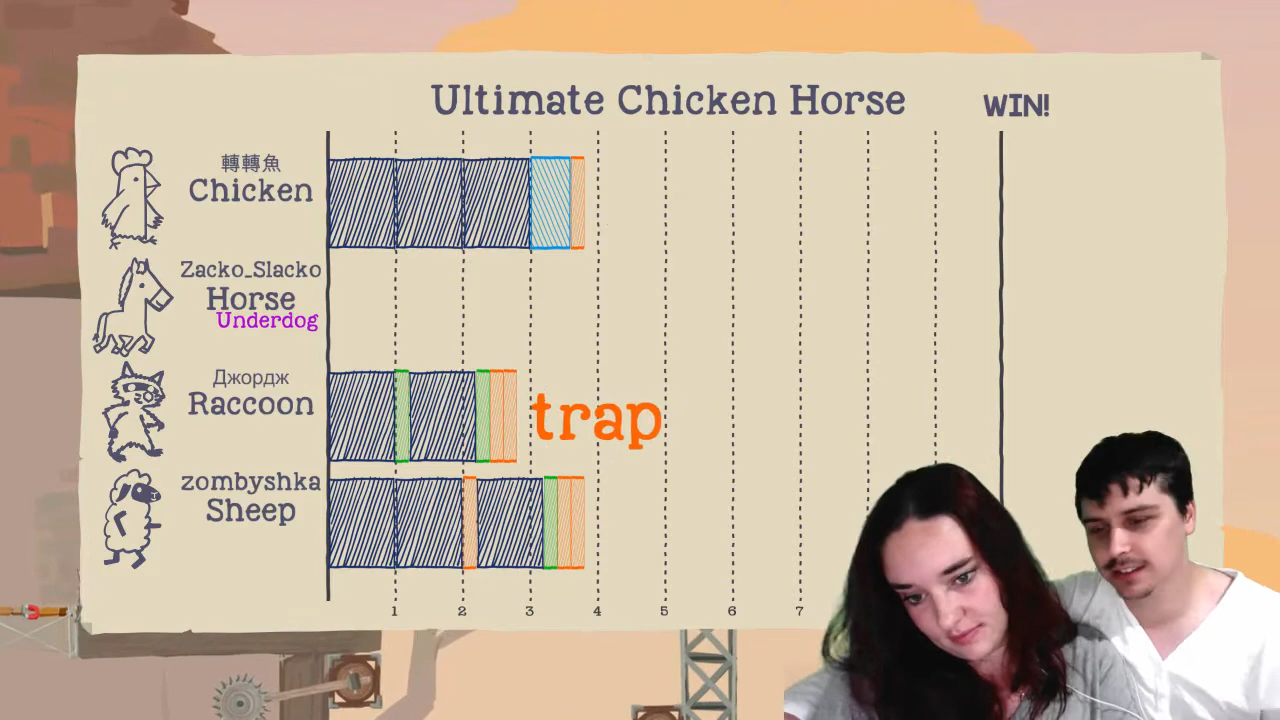 Ultimate Chicken Horse
WIN!
轉轉魚
Chicken
Zacko_Slacko
Horse
Underdog
Джордж
Raccoon
trap
zombyshka
Sheep
1 2 3 4 5 6 7